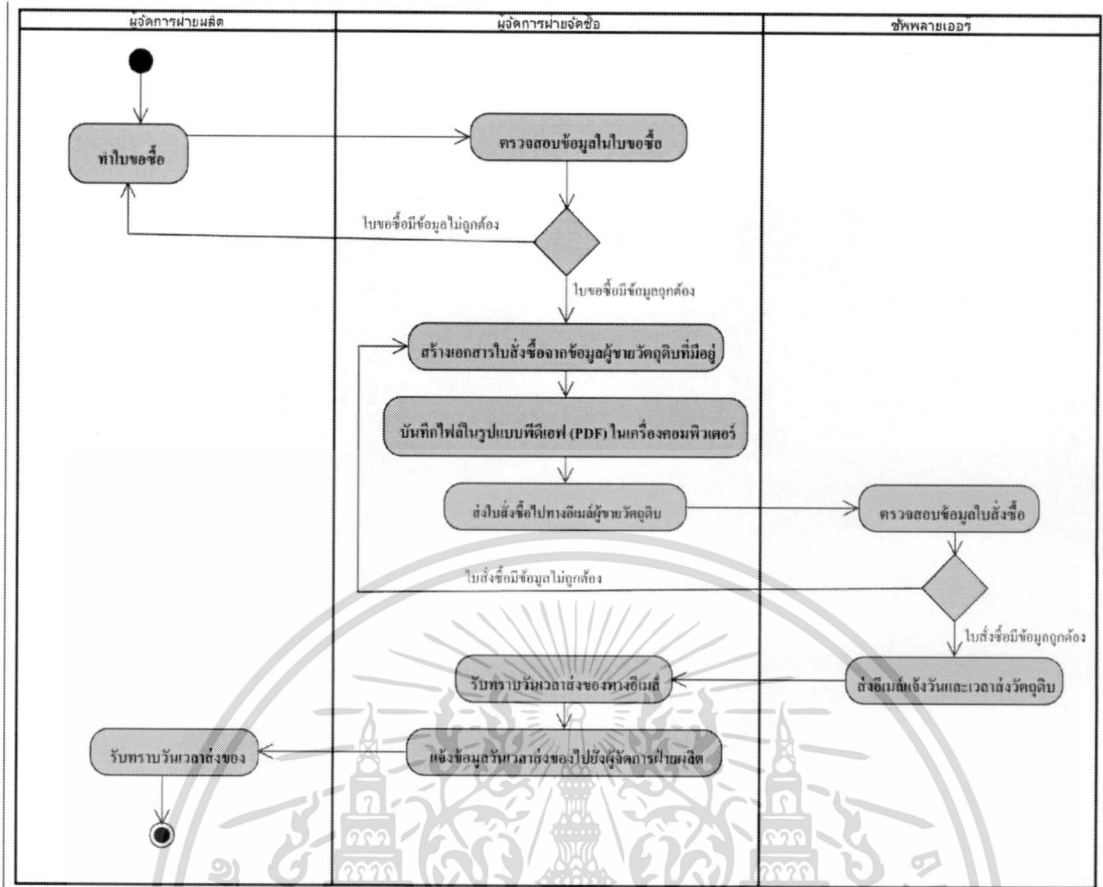 ผู้จัดการฝ่ายผลิต
ผู้จัดการฝ่ายจัดซื้อ
ซัพพลายเออร์
ทำใบขอซื้อ
ตรวจสอบข้อมูลในใบขอซื้อ
ใบขอซื้อมีข้อมูลไม่ถูกต้อง
ใบขอซื้อมีข้อมูลถูกต้อง
สร้างเอกสารใบสั่งซื้อจากข้อมูลผู้ขายวัตถุดิบที่มีอยู่
บันทึกไฟล์ในรูปแบบพีดีเอฟ (PDF) ในเครื่องคอมพิวเตอร์
ส่งใบสั่งซื้อไปทางอีเมล์ผู้ขายวัตถุดิบ
ตรวจสอบข้อมูลใบสั่งซื้อ
ใบสั่งซื้อมีข้อมูลไม่ถูกต้อง
ใบสั่งซื้อมีข้อมูลถูกต้อง
รับทราบวันเวลาส่งของทางอีเมล์
ส่งอีเมล์แจ้งวันและเวลาส่งวัตถุดิบ
รับทราบวันเวลาส่งของ
แจ้งข้อมูลวันเวลาส่งของไปยังผู้จัดการฝ่ายผลิต